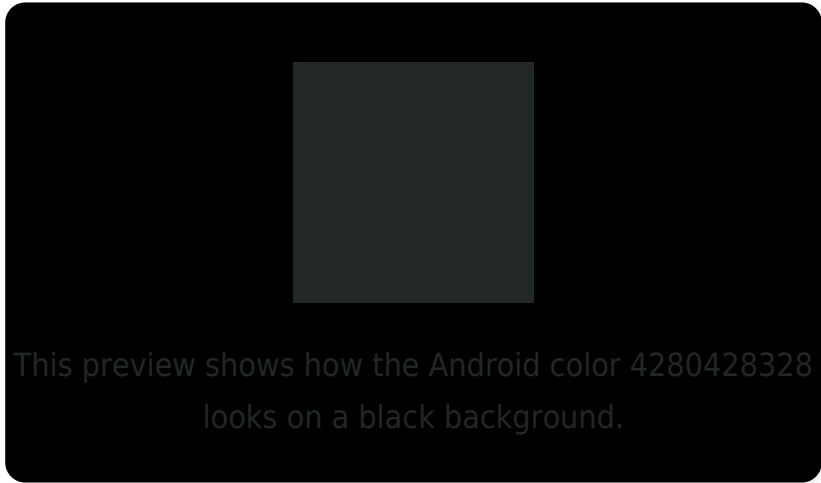 This preview shows how the Android color 4280428328
looks on a black background.